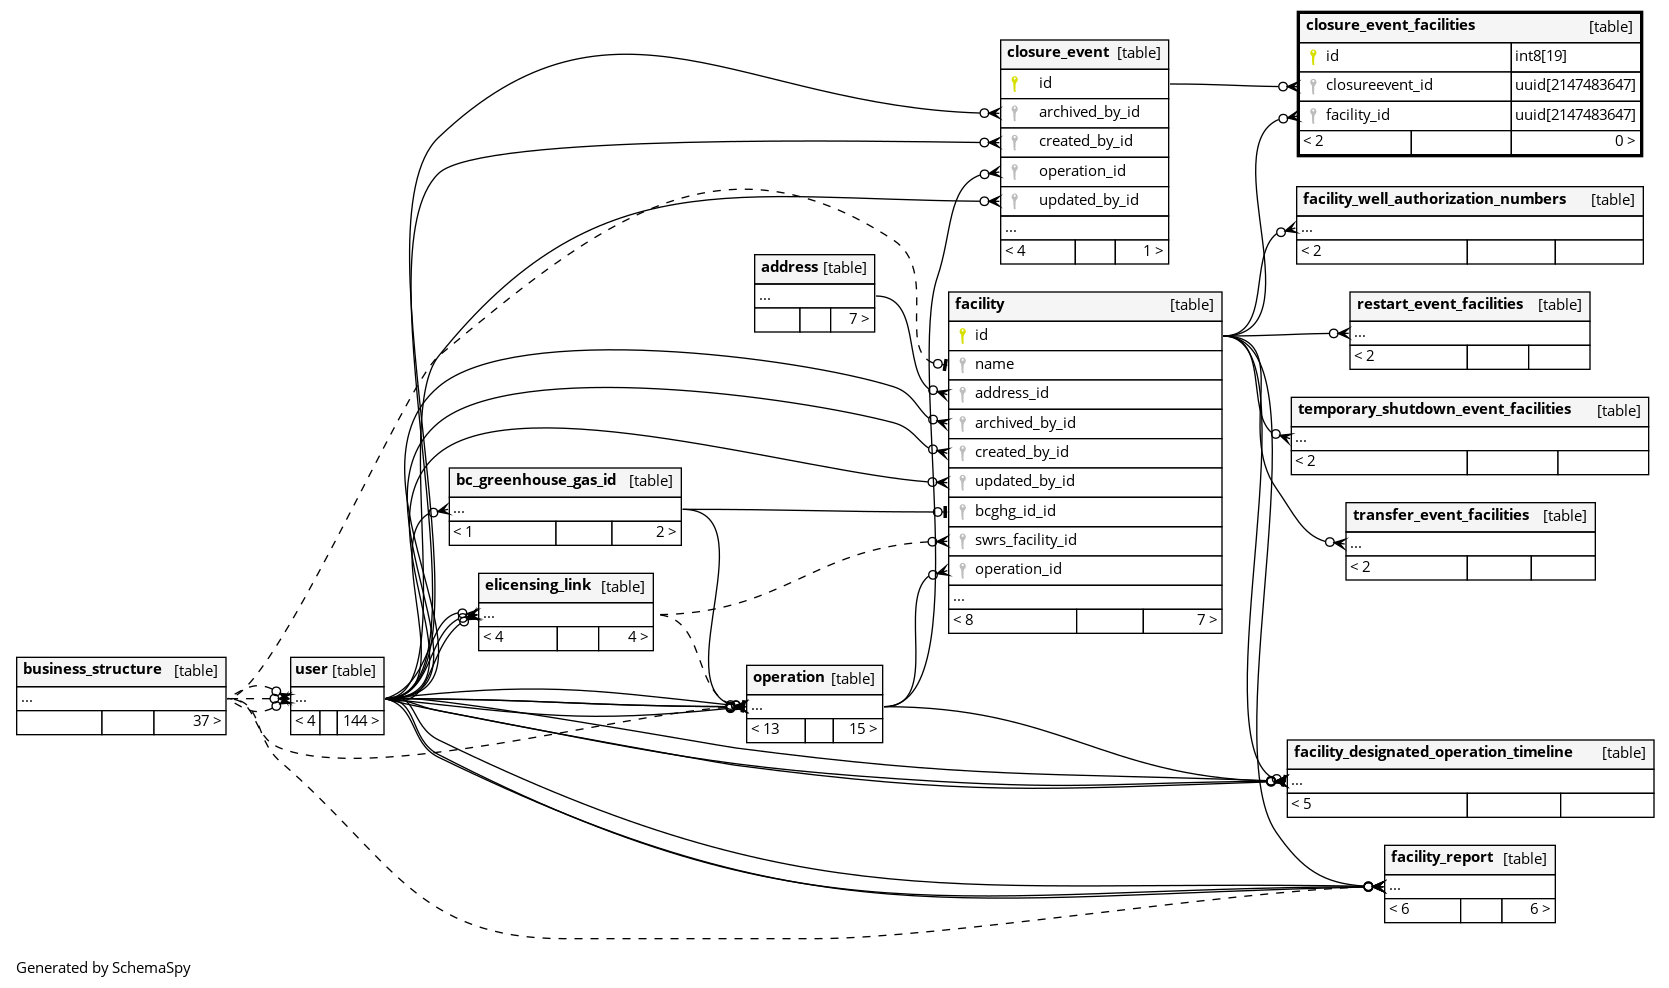 closure_event_facilities [table]
id int8[19]
closureevent_id uuid[2147483647]
facility_id uuid[2147483647]
< 2 0 >
closure_event [table]
id
archived_by_id
created_by_id
operation_id
updated_by_id
...
< 4 1 >
facility_well_authorization_numbers [table]
...
< 2
address [table]
...
7 >
facility [table]
id
name
address_id
archived_by_id
created_by_id
updated_by_id
bcghg_id_id
swrs_facility_id
operation_id
...
< 8 7 >
restart_event_facilities [table]
...
< 2
temporary_shutdown_event_facilities [table]
...
< 2
bc_greenhouse_gas_id [table]
...
< 1 2 >
transfer_event_facilities [table]
...
< 2
elicensing_link [table]
...
< 4 4 >
business_structure [table]
...
37 >
user [table]
...
< 4 144 >
operation [table]
...
< 13 15 >
facility_designated_operation_timeline [table]
...
< 5
facility_report [table]
...
< 6 6 >
Generated by SchemaSpy